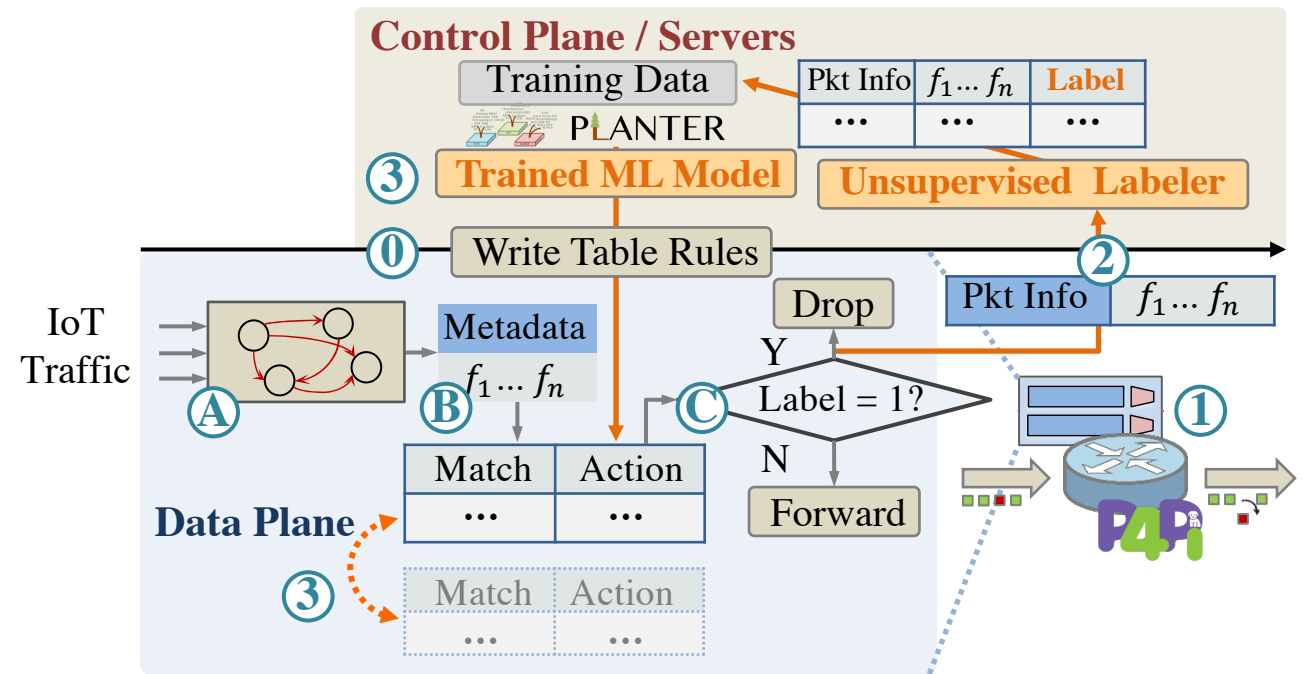 Control Plane / Servers
Training Data
Pkt Info f₁... fₙ Label
... ... ...
PLANTER
3
Trained ML Model
Unsupervised Labeler
0
Write Table Rules
2
Pkt Info f₁... fₙ
IoT
Traffic
A
Metadata
f₁... fₙ
B
Drop
Y
C
Label = 1?
N
Forward
1
P4Pi
Match Action
... ...
Data Plane
3
Match Action
... ...